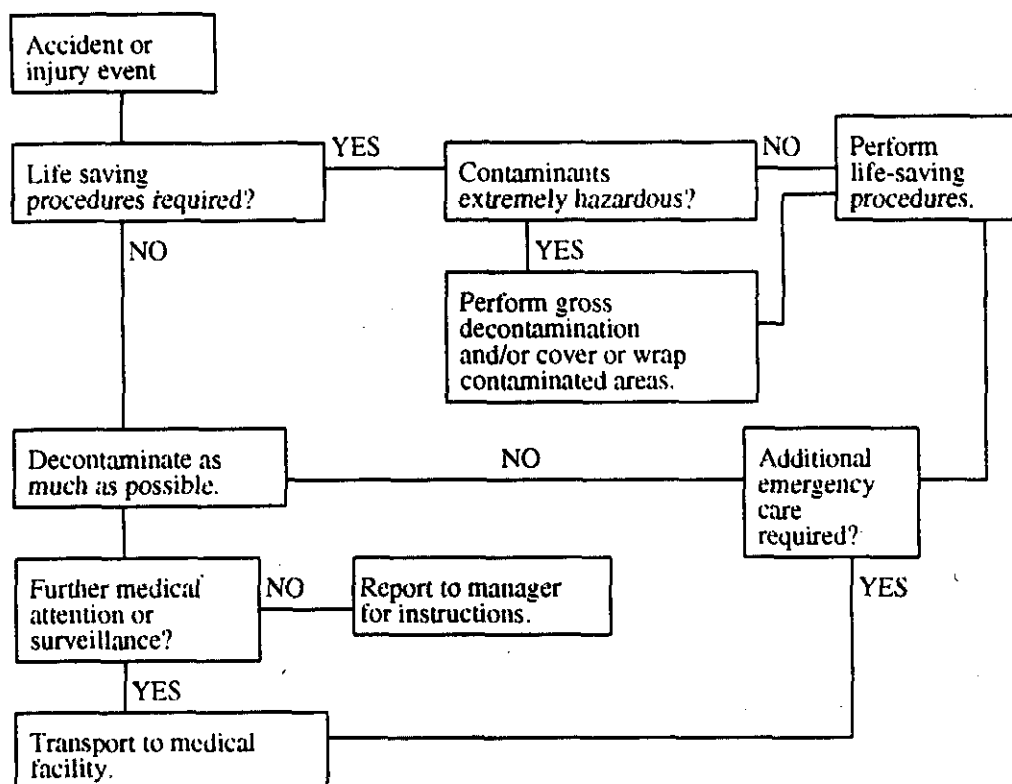 Accident or
injury event
Life saving
procedures required?
YES
Contaminants
extremely hazardous?
NO
Perform
life-saving
procedures.
NO
YES
Perform gross
decontamination
and/or cover or wrap
contaminated areas.
Decontaminate as
much as possible.
NO
Additional
emergency
care
required?
Further medical
attention or
surveillance?
NO
Report to manager
for instructions.
YES
YES
Transport to medical
facility.